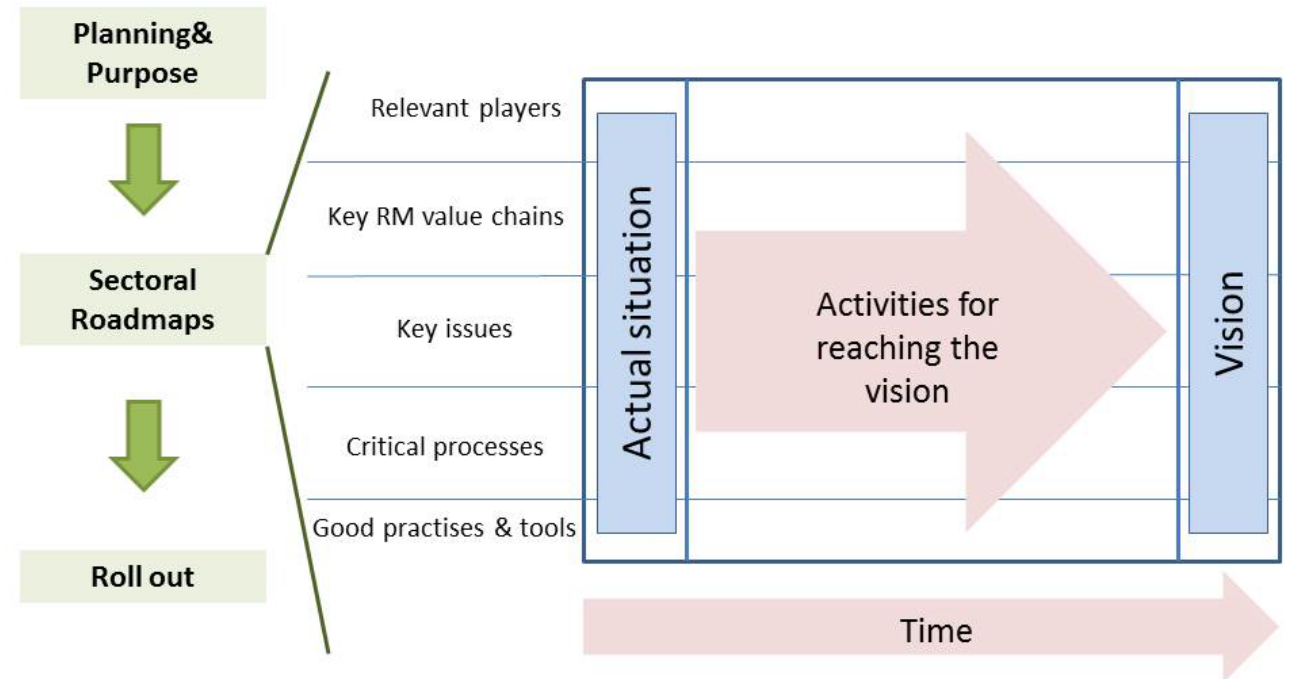 Planning&
Purpose
Sectoral
Roadmaps
Roll out
Relevant players
Key RM value chains
Key issues
Critical processes
Good practises & tools
Actual situation
Activities for
reaching the
vision
Vision
Time